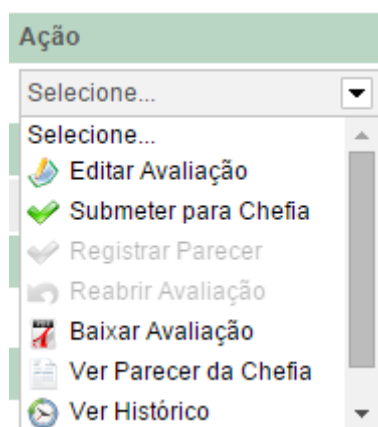 Ação
Selecione...
Selecione...
Editar Avaliação
Submeter para Chefia
Registrar Parecer
Reabrir Avaliação
Baixar Avaliação
Ver Parecer da Chefia
Ver Histórico